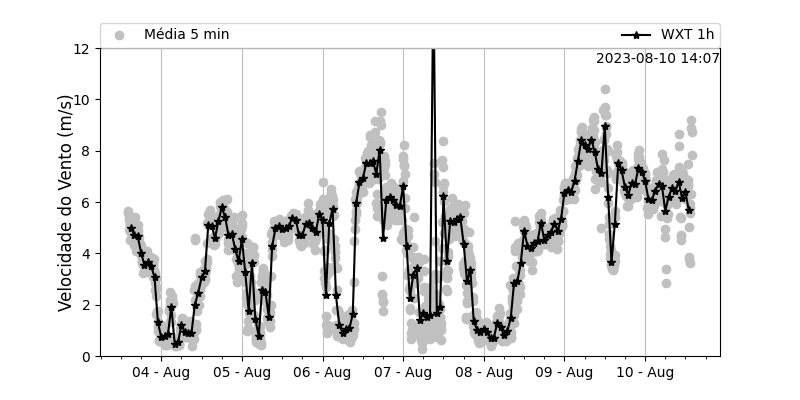 Média 5 min
WXT 1h
2023-08-10 14:07
Velocidade do Vento (m/s)
12
10
8
6
4
2
0
04 - Aug 05 - Aug 06 - Aug 07 - Aug 08 - Aug 09 - Aug 10 - Aug